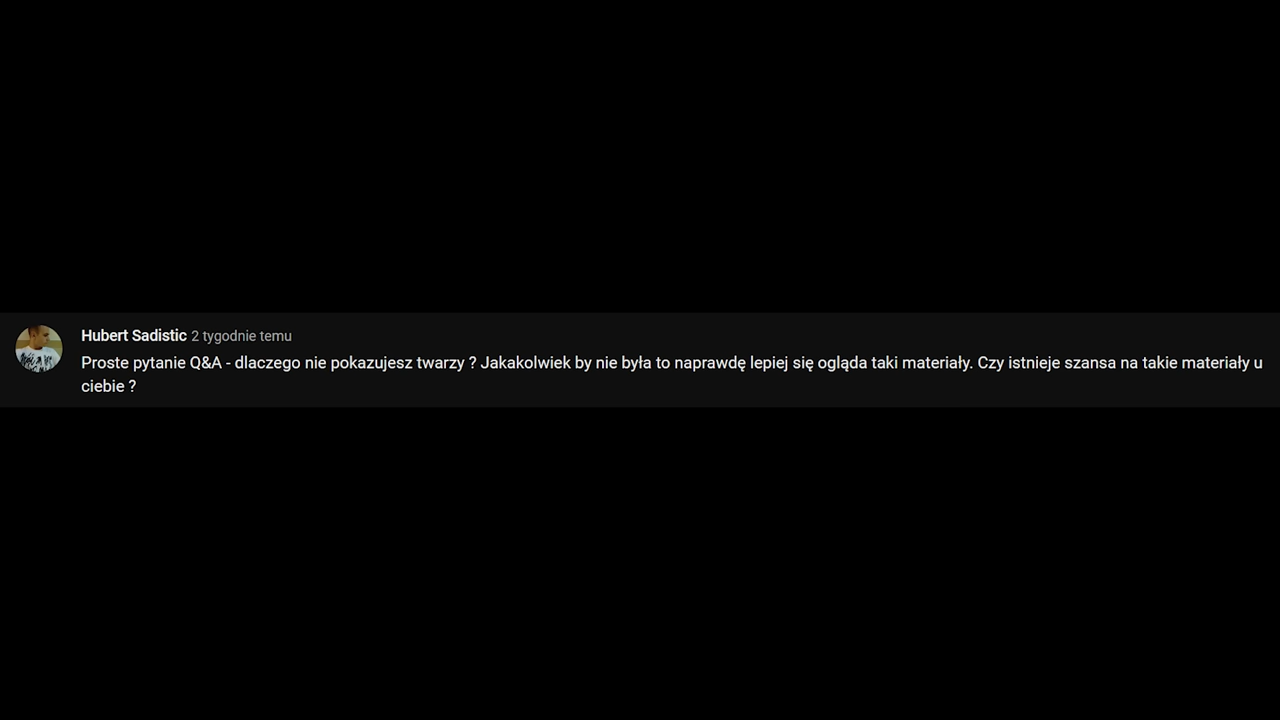 Hubert Sadistic 2 tygodnie temu
Proste pytanie Q&A - dlaczego nie pokazujesz twarzy ? Jakakolwiek by nie była to naprawdę lepiej się ogląda taki materiały. Czy istnieje szansa na takie materiały u
ciebie ?